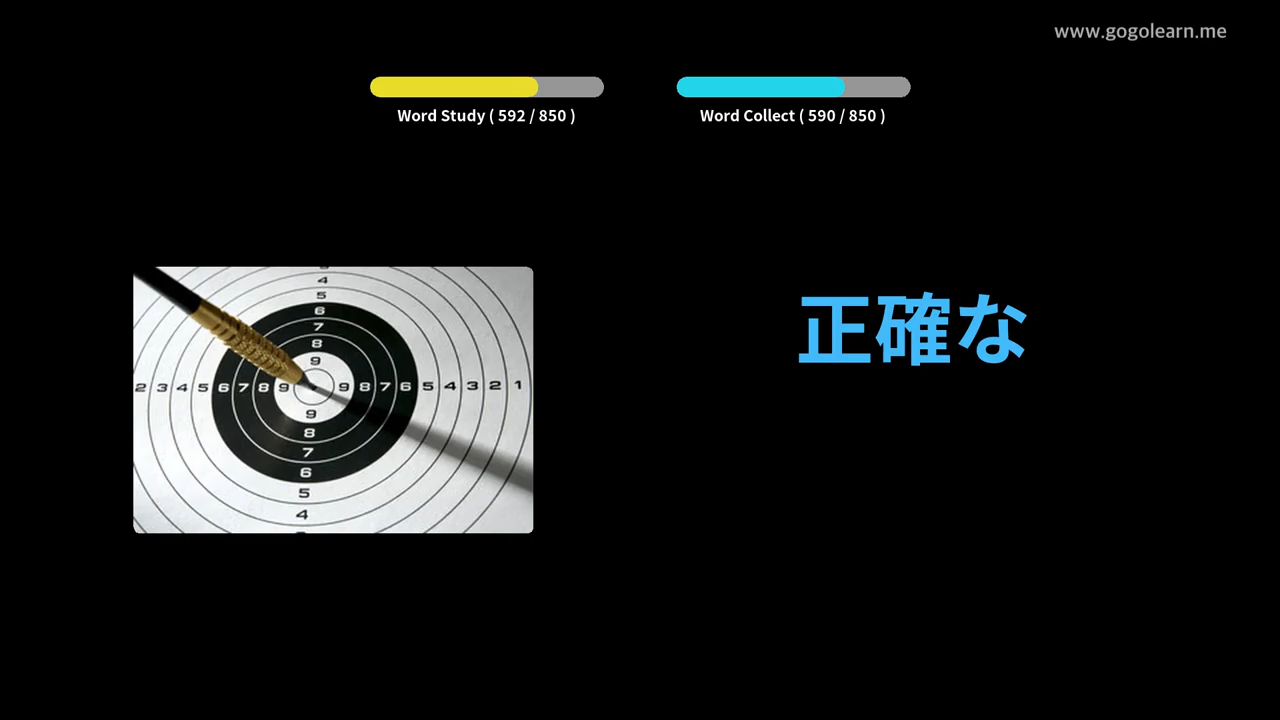 www.gogolearn.me
Word Study ( 592 / 850 )
Word Collect ( 590 / 850 )
正確な
4
5
6
7
8
9
2 3 4 5 6 7 8 9 9 8 7 6 5 4 3 2 1
9
8
7
6
5
4